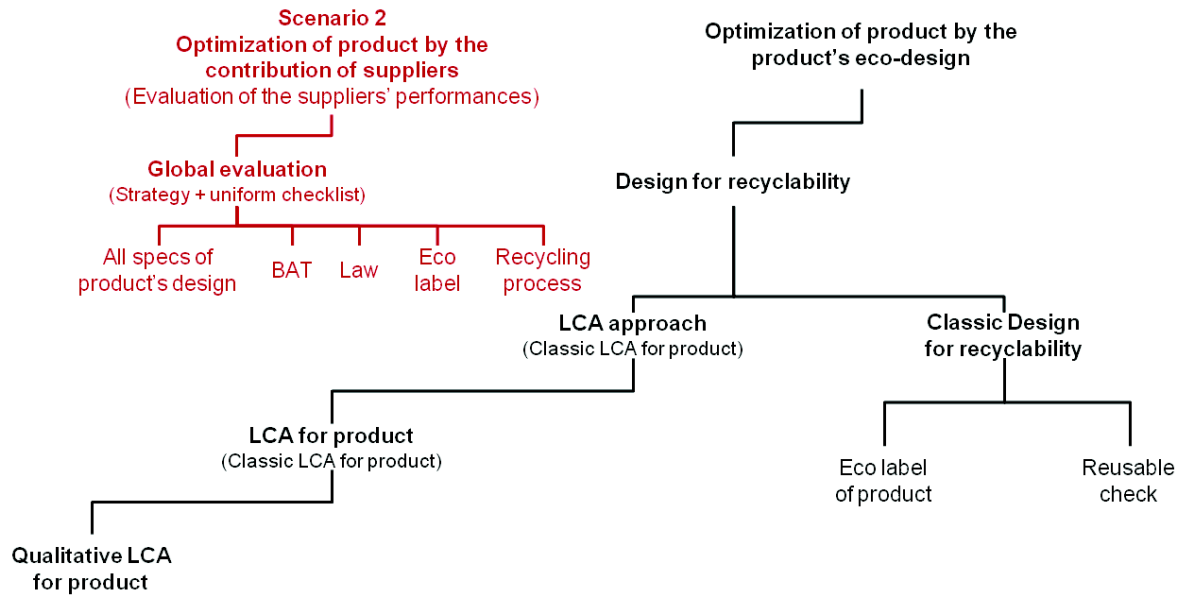 Scenario 2
Optimization of product by the
contribution of suppliers
(Evaluation of the suppliers' performances)
Optimization of product by the
product's eco-design
Global evaluation
(Strategy + uniform checklist)
Design for recyclability
All specs of
product's design
BAT
Law
Eco
label
Recycling
process
LCA approach
(Classic LCA for product)
Classic Design
for recyclability
LCA for product
(Classic LCA for product)
Eco label
of product
Reusable
check
Qualitative LCA
for product